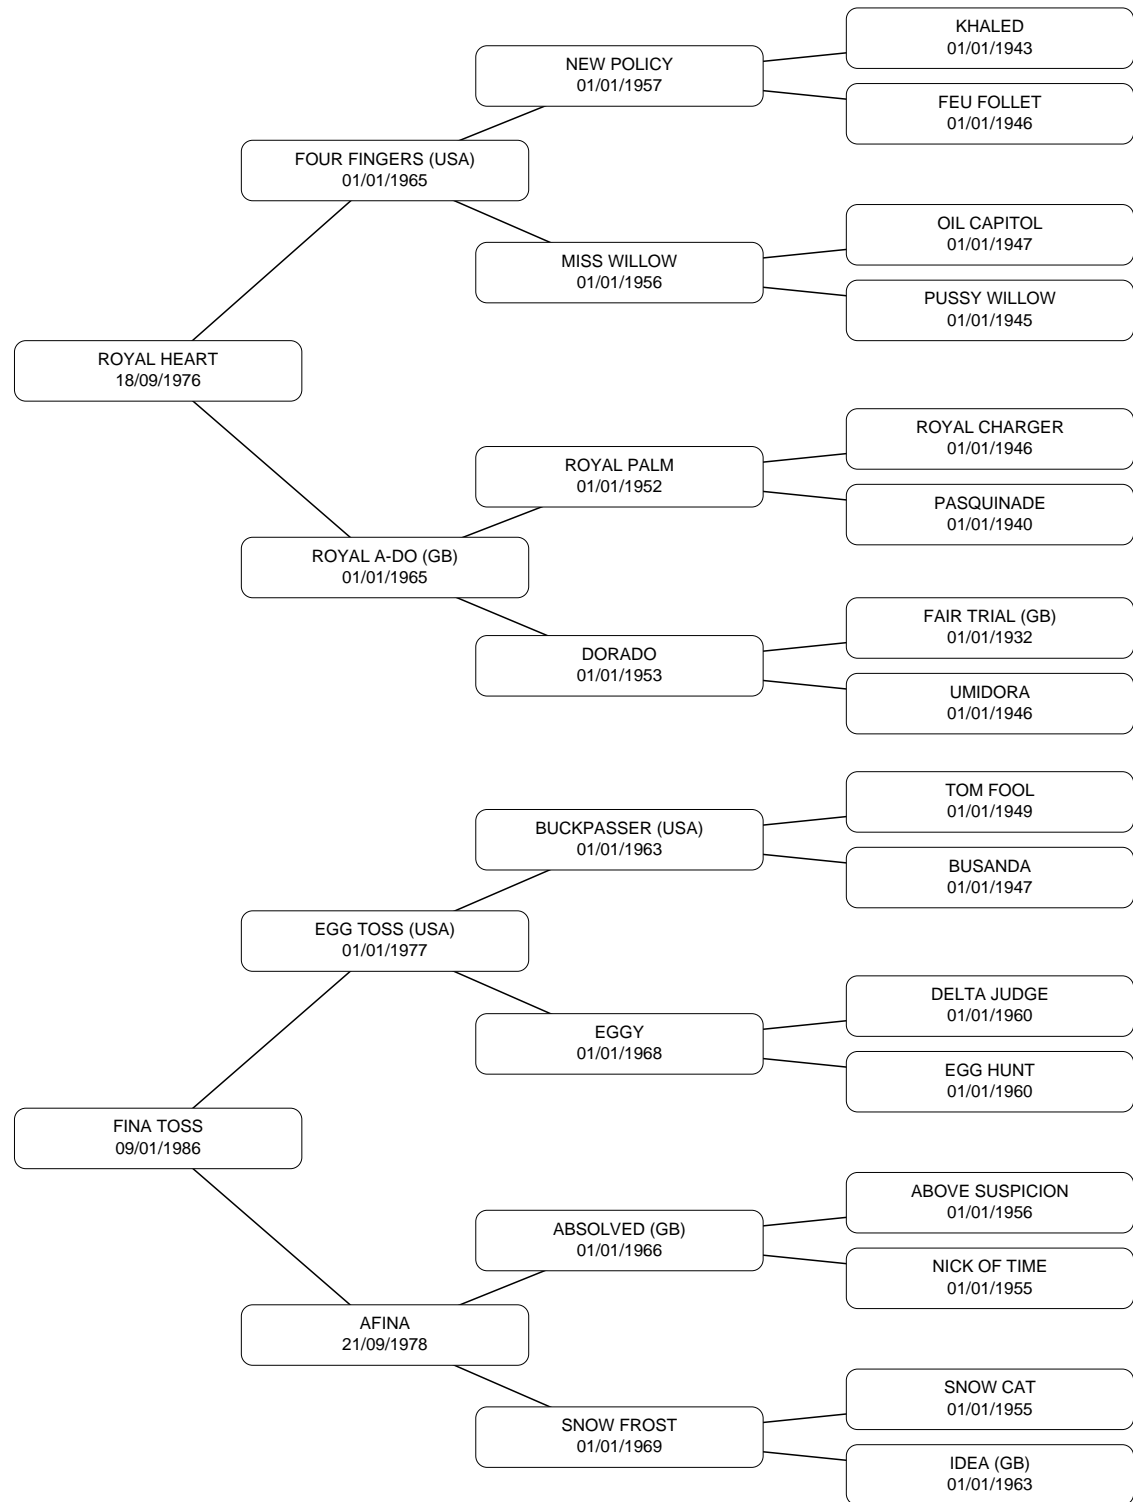 KHALED
01/01/1943
NEW POLICY
01/01/1957
FEU FOLLET
01/01/1946
FOUR FINGERS (USA)
01/01/1965
OIL CAPITOL
01/01/1947
MISS WILLOW
01/01/1956
PUSSY WILLOW
01/01/1945
ROYAL HEART
18/09/1976
ROYAL CHARGER
01/01/1946
ROYAL PALM
01/01/1952
PASQUINADE
01/01/1940
ROYAL A-DO (GB)
01/01/1965
FAIR TRIAL (GB)
01/01/1932
DORADO
01/01/1953
UMIDORA
01/01/1946
TOM FOOL
01/01/1949
BUCKPASSER (USA)
01/01/1963
BUSANDA
01/01/1947
EGG TOSS (USA)
01/01/1977
DELTA JUDGE
01/01/1960
EGGY
01/01/1968
EGG HUNT
01/01/1960
FINA TOSS
09/01/1986
ABOVE SUSPICION
01/01/1956
ABSOLVED (GB)
01/01/1966
NICK OF TIME
01/01/1955
AFINA
21/09/1978
SNOW CAT
01/01/1955
SNOW FROST
01/01/1969
IDEA (GB)
01/01/1963